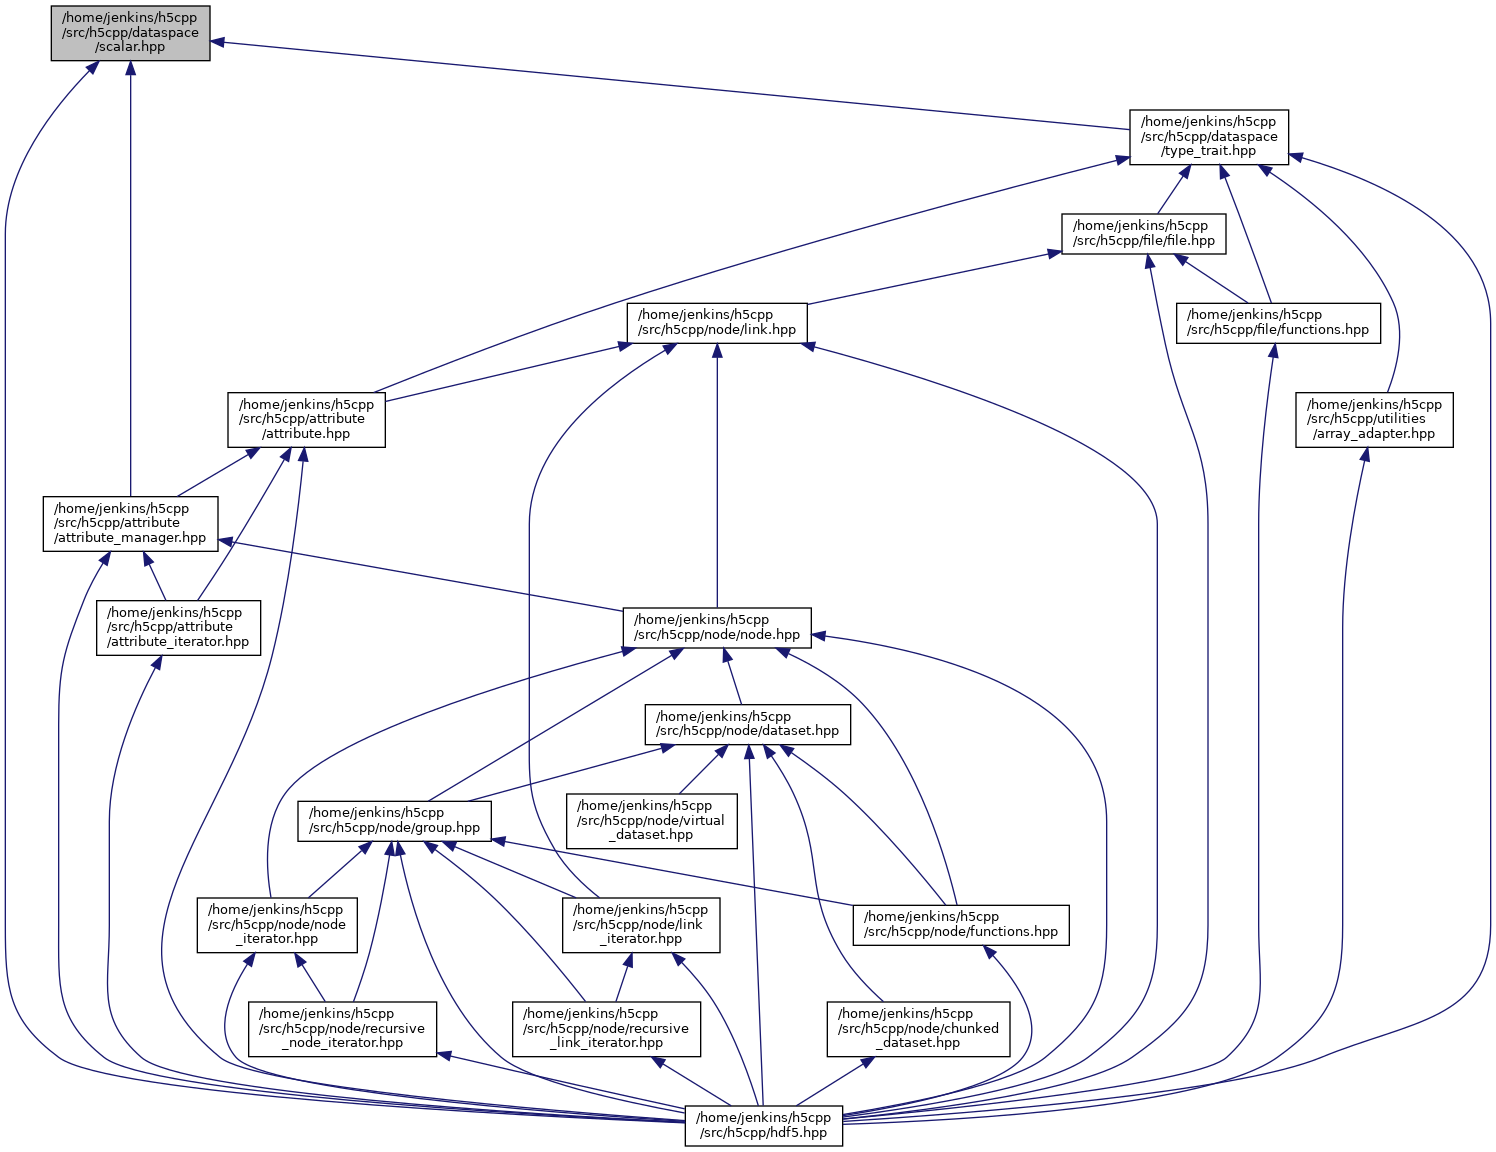 /home/jenkins/h5cpp
/src/h5cpp/dataspace
/scalar.hpp
/home/jenkins/h5cpp
/src/h5cpp/dataspace
/type_trait.hpp
/home/jenkins/h5cpp
/src/h5cpp/file/file.hpp
/home/jenkins/h5cpp
/src/h5cpp/node/link.hpp
/home/jenkins/h5cpp
/src/h5cpp/file/functions.hpp
/home/jenkins/h5cpp
/src/h5cpp/attribute
/attribute.hpp
/home/jenkins/h5cpp
/src/h5cpp/utilities
/array_adapter.hpp
/home/jenkins/h5cpp
/src/h5cpp/attribute
/attribute_manager.hpp
/home/jenkins/h5cpp
/src/h5cpp/attribute
/attribute_iterator.hpp
/home/jenkins/h5cpp
/src/h5cpp/node/node.hpp
/home/jenkins/h5cpp
/src/h5cpp/node/dataset.hpp
/home/jenkins/h5cpp
/src/h5cpp/node/group.hpp
/home/jenkins/h5cpp
/src/h5cpp/node/virtual
_dataset.hpp
/home/jenkins/h5cpp
/src/h5cpp/node/node
_iterator.hpp
/home/jenkins/h5cpp
/src/h5cpp/node/link
_iterator.hpp
/home/jenkins/h5cpp
/src/h5cpp/node/functions.hpp
/home/jenkins/h5cpp
/src/h5cpp/node/recursive
_node_iterator.hpp
/home/jenkins/h5cpp
/src/h5cpp/node/recursive
_link_iterator.hpp
/home/jenkins/h5cpp
/src/h5cpp/node/chunked
_dataset.hpp
/home/jenkins/h5cpp
/src/h5cpp/hdf5.hpp